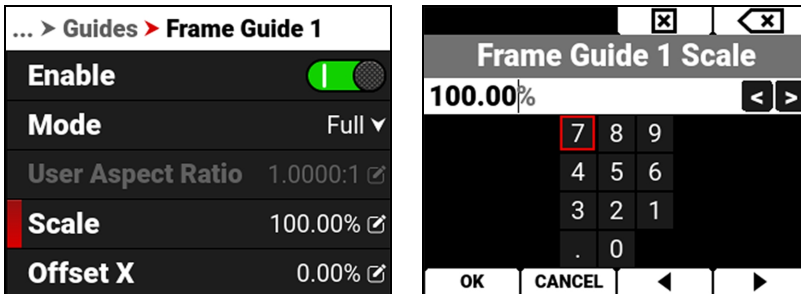 ... > Guides > Frame Guide 1
Enable
Mode Full
User Aspect Ratio 1.0000:1
Scale 100.00%
Offset X 0.00%
Frame Guide 1 Scale
100.00% < >
7 8 9
4 5 6
3 2 1
. 0
OK CANCEL